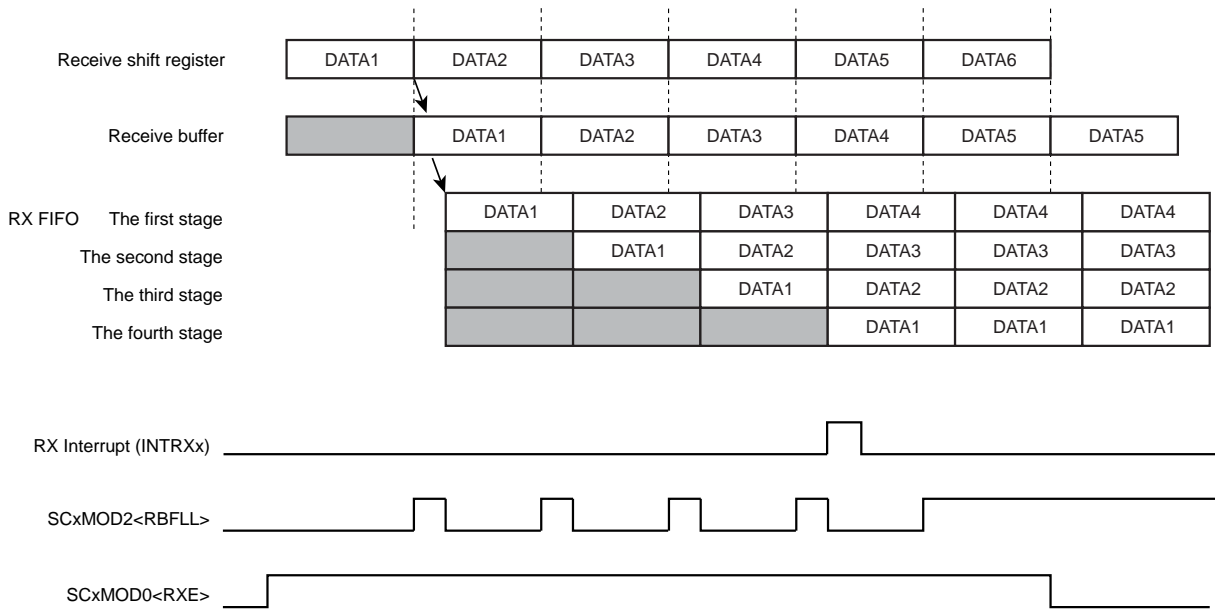 Receive shift register DATA1 DATA2 DATA3 DATA4 DATA5 DATA6
Receive buffer DATA1 DATA2 DATA3 DATA4 DATA5 DATA5
RX FIFO The first stage DATA1 DATA2 DATA3 DATA4 DATA4 DATA4
The second stage DATA1 DATA2 DATA3 DATA3 DATA3
The third stage DATA1 DATA2 DATA2 DATA2
The fourth stage DATA1 DATA1 DATA1
RX Interrupt (INTRXx)
SCxMOD2<RBFLL>
SCxMOD0<RXE>